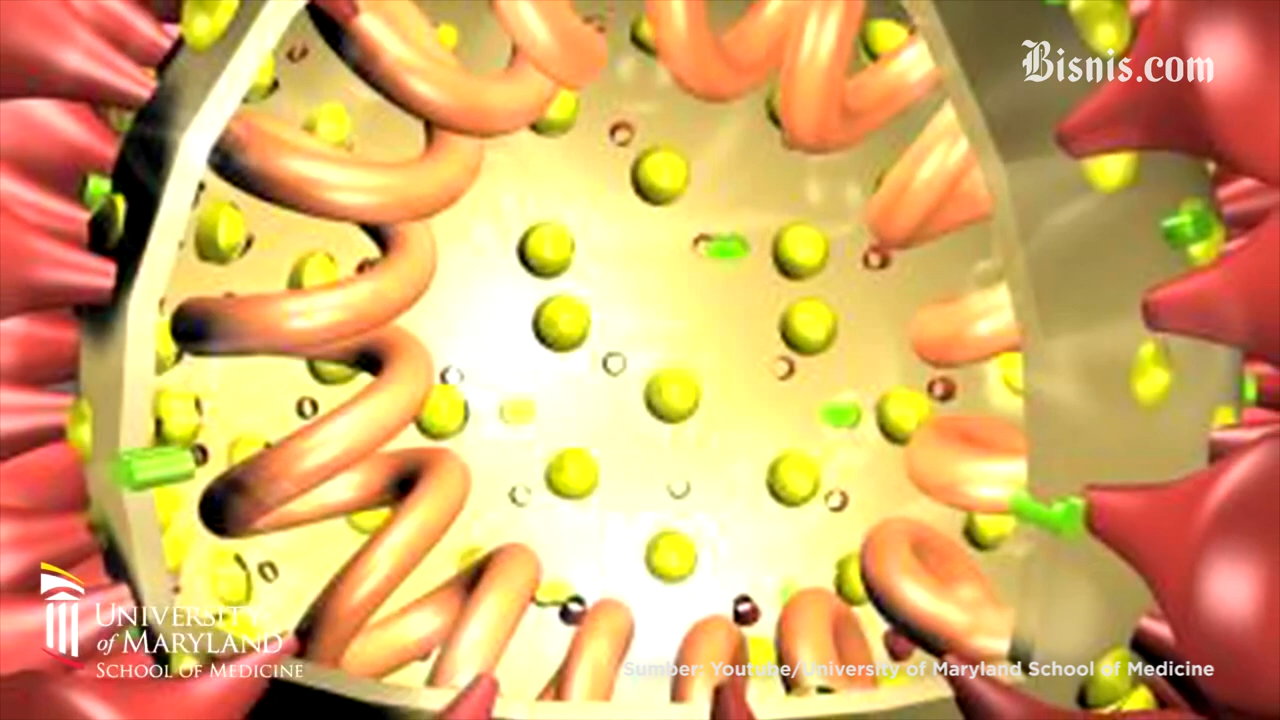 Bisnis.com
UNIVERSITY
of MARYLAND
SCHOOL OF MEDICINE
Sumber: Youtube/University of Maryland School of Medicine